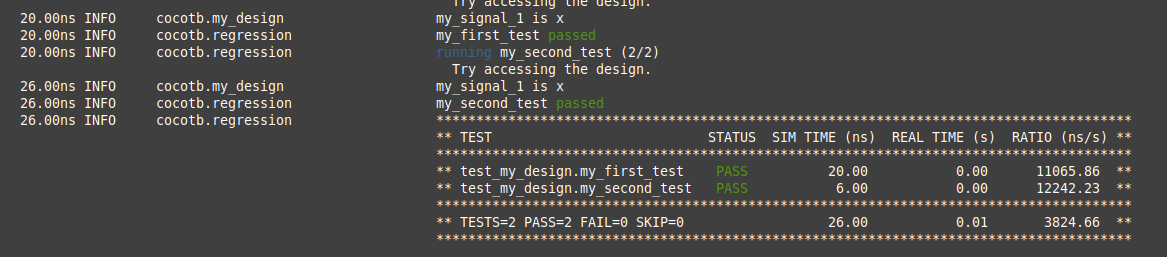 Try accessing the design.
20.00ns INFO     cocotb.my_design                   my_signal_1 is x
20.00ns INFO     cocotb.regression                  my_first_test passed
20.00ns INFO     cocotb.regression                  running my_second_test (2/2)
Try accessing the design.
26.00ns INFO     cocotb.my_design                   my_signal_1 is x
26.00ns INFO     cocotb.regression                  my_second_test passed
26.00ns INFO     cocotb.regression                  ***************************************************************************************
** TEST                           STATUS  SIM TIME (ns)  REAL TIME (s)  RATIO (ns/s) **
***************************************************************************************
** test_my_design.my_first_test    PASS          20.00           0.00      11065.86  **
** test_my_design.my_second_test   PASS           6.00           0.00      12242.23  **
***************************************************************************************
** TESTS=2 PASS=2 FAIL=0 SKIP=0                  26.00           0.01       3824.66  **
***************************************************************************************